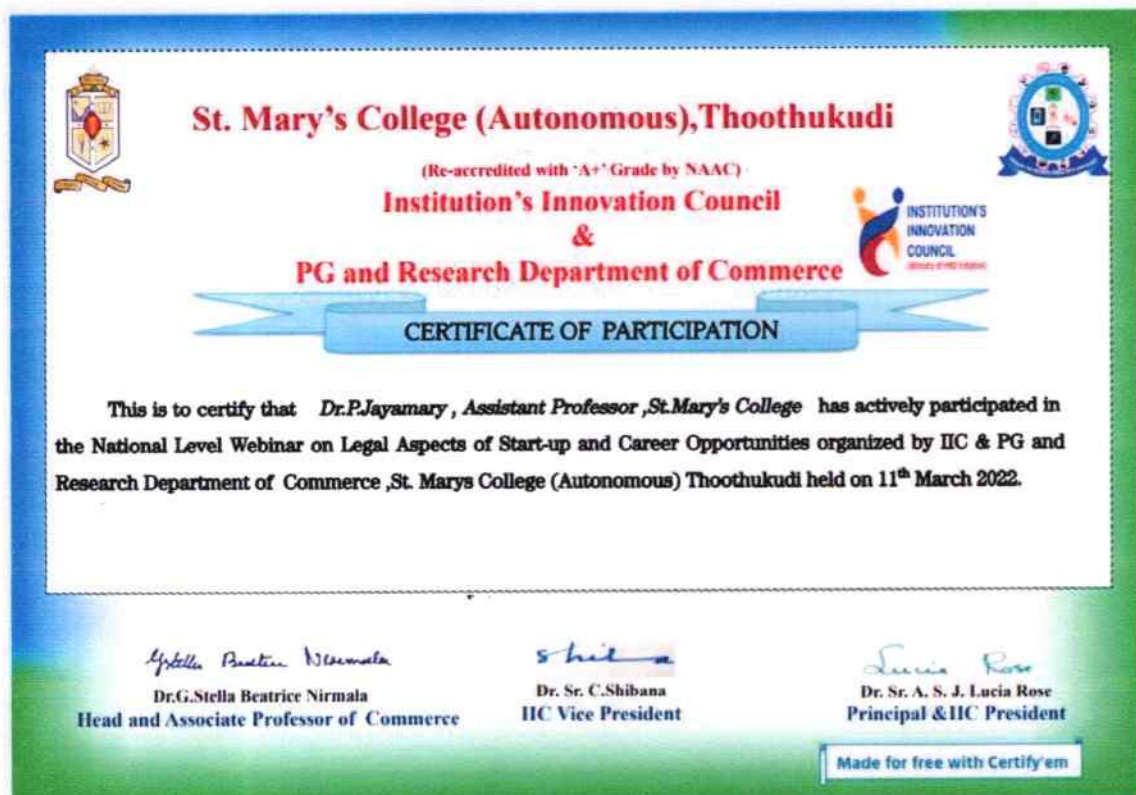 St. Mary's College (Autonomous),Thoothukudi
(Re-accredited with 'A+' Grade by NAAC)
Institution's Innovation Council
&
PG and Research Department of Commerce
INSTITUTION'S
INNOVATION
COUNCIL
CERTIFICATE OF PARTICIPATION
This is to certify that Dr.P.Jayamary , Assistant Professor ,St.Mary's College has actively participated in
the National Level Webinar on Legal Aspects of Start-up and Career Opportunities organized by IIC & PG and
Research Department of Commerce ,St. Marys College (Autonomous) Thoothukudi held on 11th March 2022.
Shibana
Lucia Rose
Dr.G.Stella Beatrice Nirmala
Head and Associate Professor of Commerce
Dr. Sr. C.Shibana
IIC Vice President
Dr. Sr. A. S. J. Lucia Rose
Principal &IIC President
Made for free with Certify'em